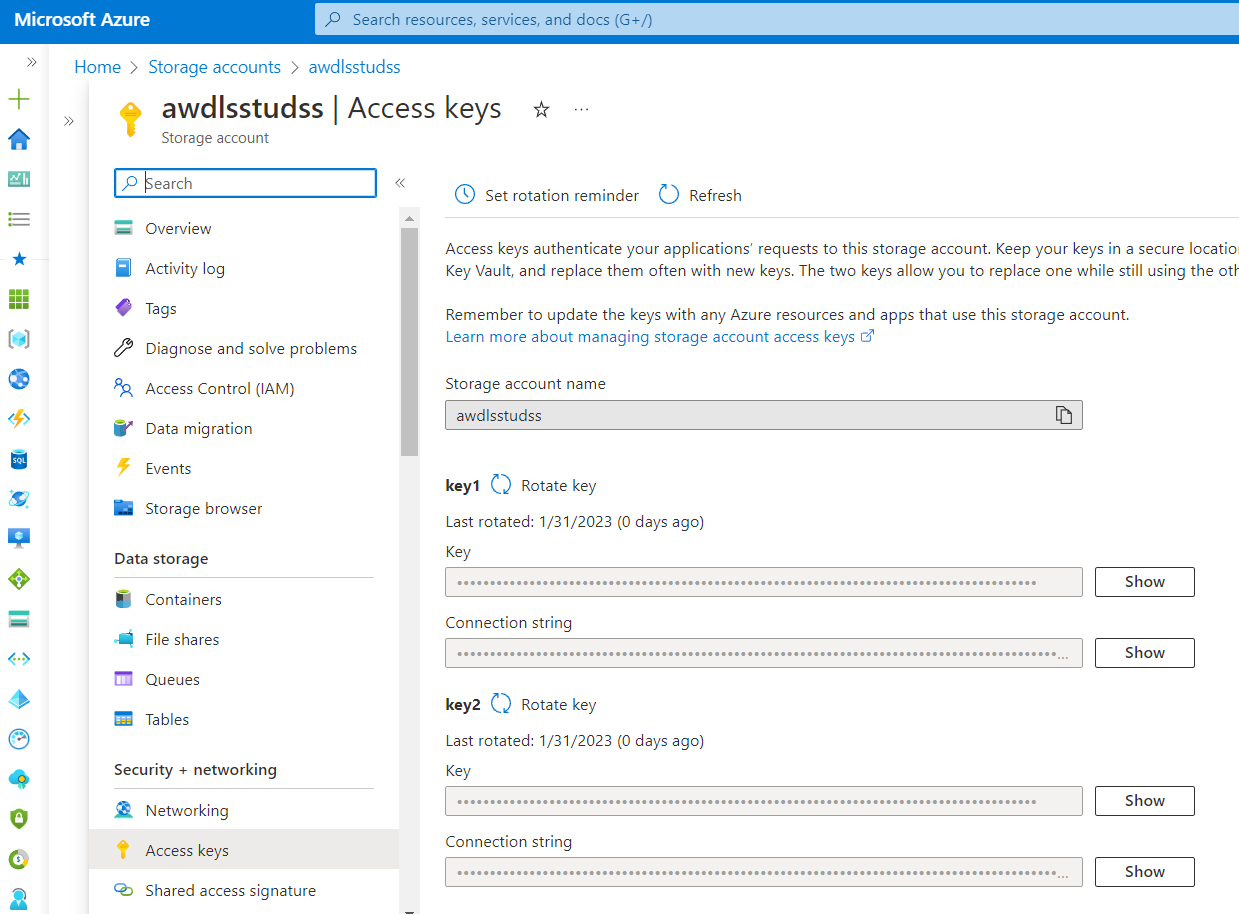 Microsoft Azure
Search resources, services, and docs (G+/)
Home > Storage accounts > awdlsstudss
awdlsstudss | Access keys
Storage account
Search
Overview
Activity log
Tags
Diagnose and solve problems
Access Control (IAM)
Data migration
Events
Storage browser
Data storage
Containers
File shares
Queues
Tables
Security + networking
Networking
Access keys
Shared access signature
Set rotation reminder
Refresh
Access keys authenticate your applications' requests to this storage account. Keep your keys in a secure locatio
Key Vault, and replace them often with new keys. The two keys allow you to replace one while still using the oth
Remember to update the keys with any Azure resources and apps that use this storage account.
Learn more about managing storage account access keys
Storage account name
awdlsstudss
key1 Rotate key
Last rotated: 1/31/2023 (0 days ago)
Key
Show
Connection string
...
Show
key2 Rotate key
Last rotated: 1/31/2023 (0 days ago)
Key
Show
Connection string
...
Show